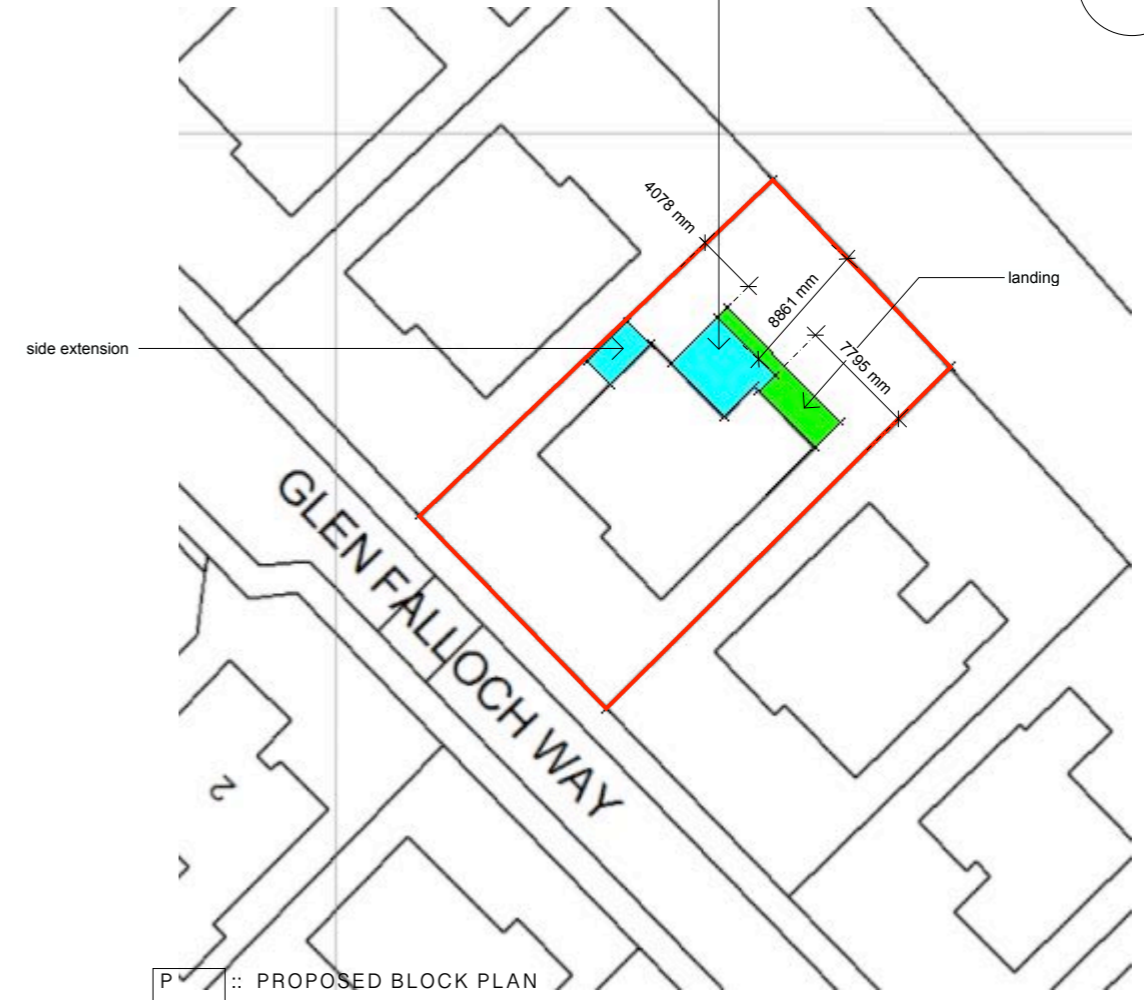 4078 mm
8861 mm
landing
7795 mm
side extension
GLEN FALLOCH WAY
2
P :: PROPOSED BLOCK PLAN